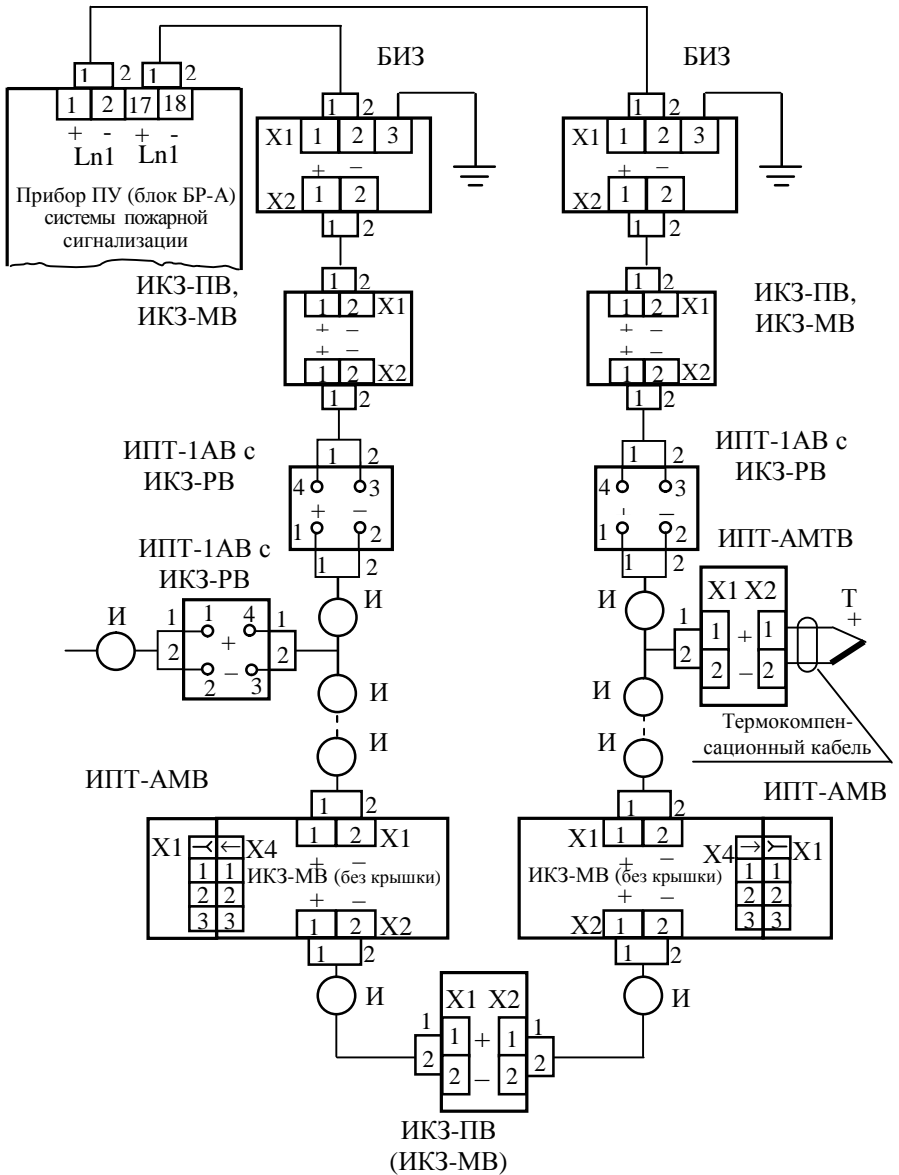 БИЗ
БИЗ
1 2 1 2
1 2 17 18
+ - + -
Ln1 Ln1
Прибор ПУ (блок БР-А)
системы пожарной
сигнализации
1 2
X1 1 2 3
+ –
X2 1 2
1 2
1 2
X1 1 2 3
+ –
X2 1 2
1 2
ИКЗ-ПВ,
ИКЗ-МВ
1 2
1 2 X1
+ –
+ –
1 2 X2
1 2
ИКЗ-ПВ,
ИКЗ-МВ
1 2
1 2 X1
+ –
+ –
1 2 X2
1 2
ИПТ-1АВ с
ИКЗ-РВ
1 2
4 3
+ –
1 2
1 2
ИПТ-1АВ с
ИКЗ-РВ
1 2
4 3
- –
1 2
1 2
ИПТ-1АВ с
ИКЗ-РВ
И
1 1 4 1
+
2 2
2 – 3
И
И
И
И
И
И
ИПТ-АМТВ
X1 X2
1 1 + 1
2 2 – 2
Т
+
Термокомпен-
сационный кабель
ИПТ-АМВ
1 2
1 2 X1
X1 X4
+ –
ИКЗ-МВ (без крышки)
1 1
2 2
3 3
+ –
1 2 X2
1 2
И
ИПТ-АМВ
1 2
X1 1 2
X4 X1
+ –
ИКЗ-МВ (без крышки)
1 1
2 2
3 3
+ –
X2 1 2
1 2
И
X1 X2
1 1 + 1 1
2 2 – 2 2
ИКЗ-ПВ
(ИКЗ-МВ)